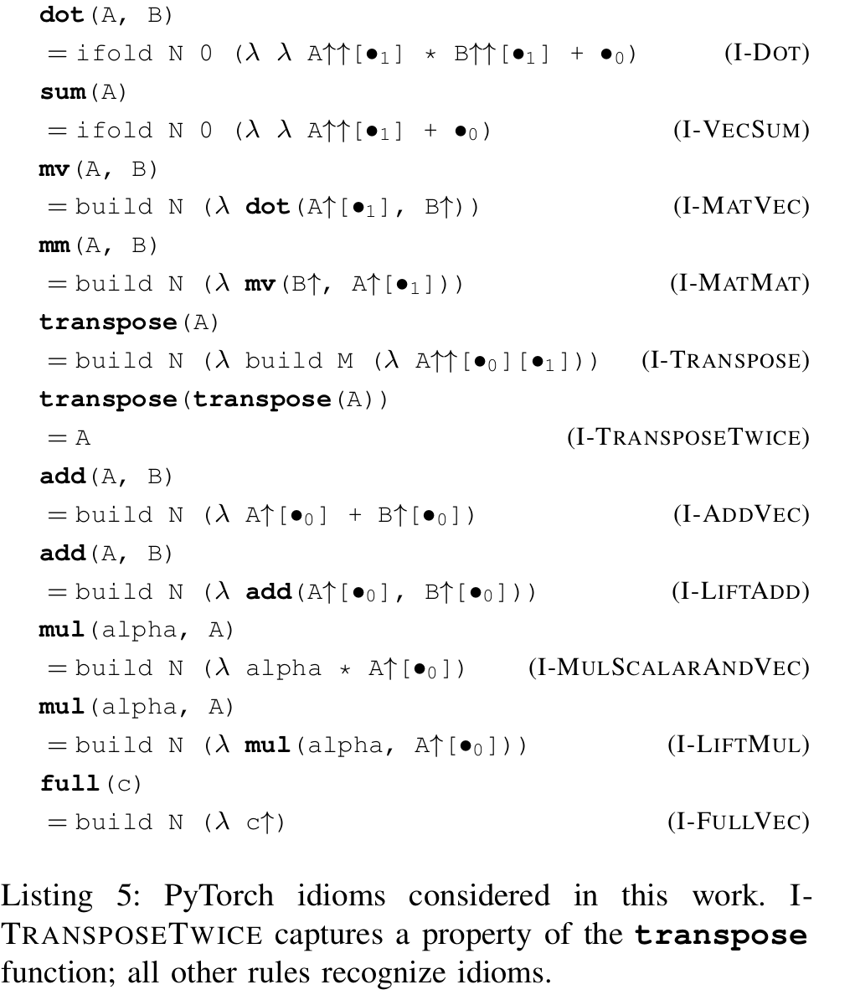 dot(A, B)
= ifold N 0 (λ λ A↑↑[•₁] * B↑↑[•₁] + •₀) (I-DOT)
sum(A)
= ifold N 0 (λ λ A↑↑[•₁] + •₀) (I-VECSUM)
mv(A, B)
= build N (λ dot(A↑[•₁], B↑)) (I-MATVEC)
mm(A, B)
= build N (λ mv(B↑, A↑[•₁])) (I-MATMAT)
transpose(A)
= build N (λ build M (λ A↑↑[•₀][•₁])) (I-TRANSPOSE)
transpose(transpose(A))
= A (I-TRANSPOSETWICE)
add(A, B)
= build N (λ A↑[•₀] + B↑[•₀]) (I-ADDVEC)
add(A, B)
= build N (λ add(A↑[•₀], B↑[•₀])) (I-LIFTADD)
mul(alpha, A)
= build N (λ alpha * A↑[•₀]) (I-MULSCALARANDVEC)
mul(alpha, A)
= build N (λ mul(alpha, A↑[•₀])) (I-LIFTMUL)
full(c)
= build N (λ c↑) (I-FULLVEC)
Listing 5: PyTorch idioms considered in this work. I-
TRANSPOSETWICE captures a property of the transpose
function; all other rules recognize idioms.